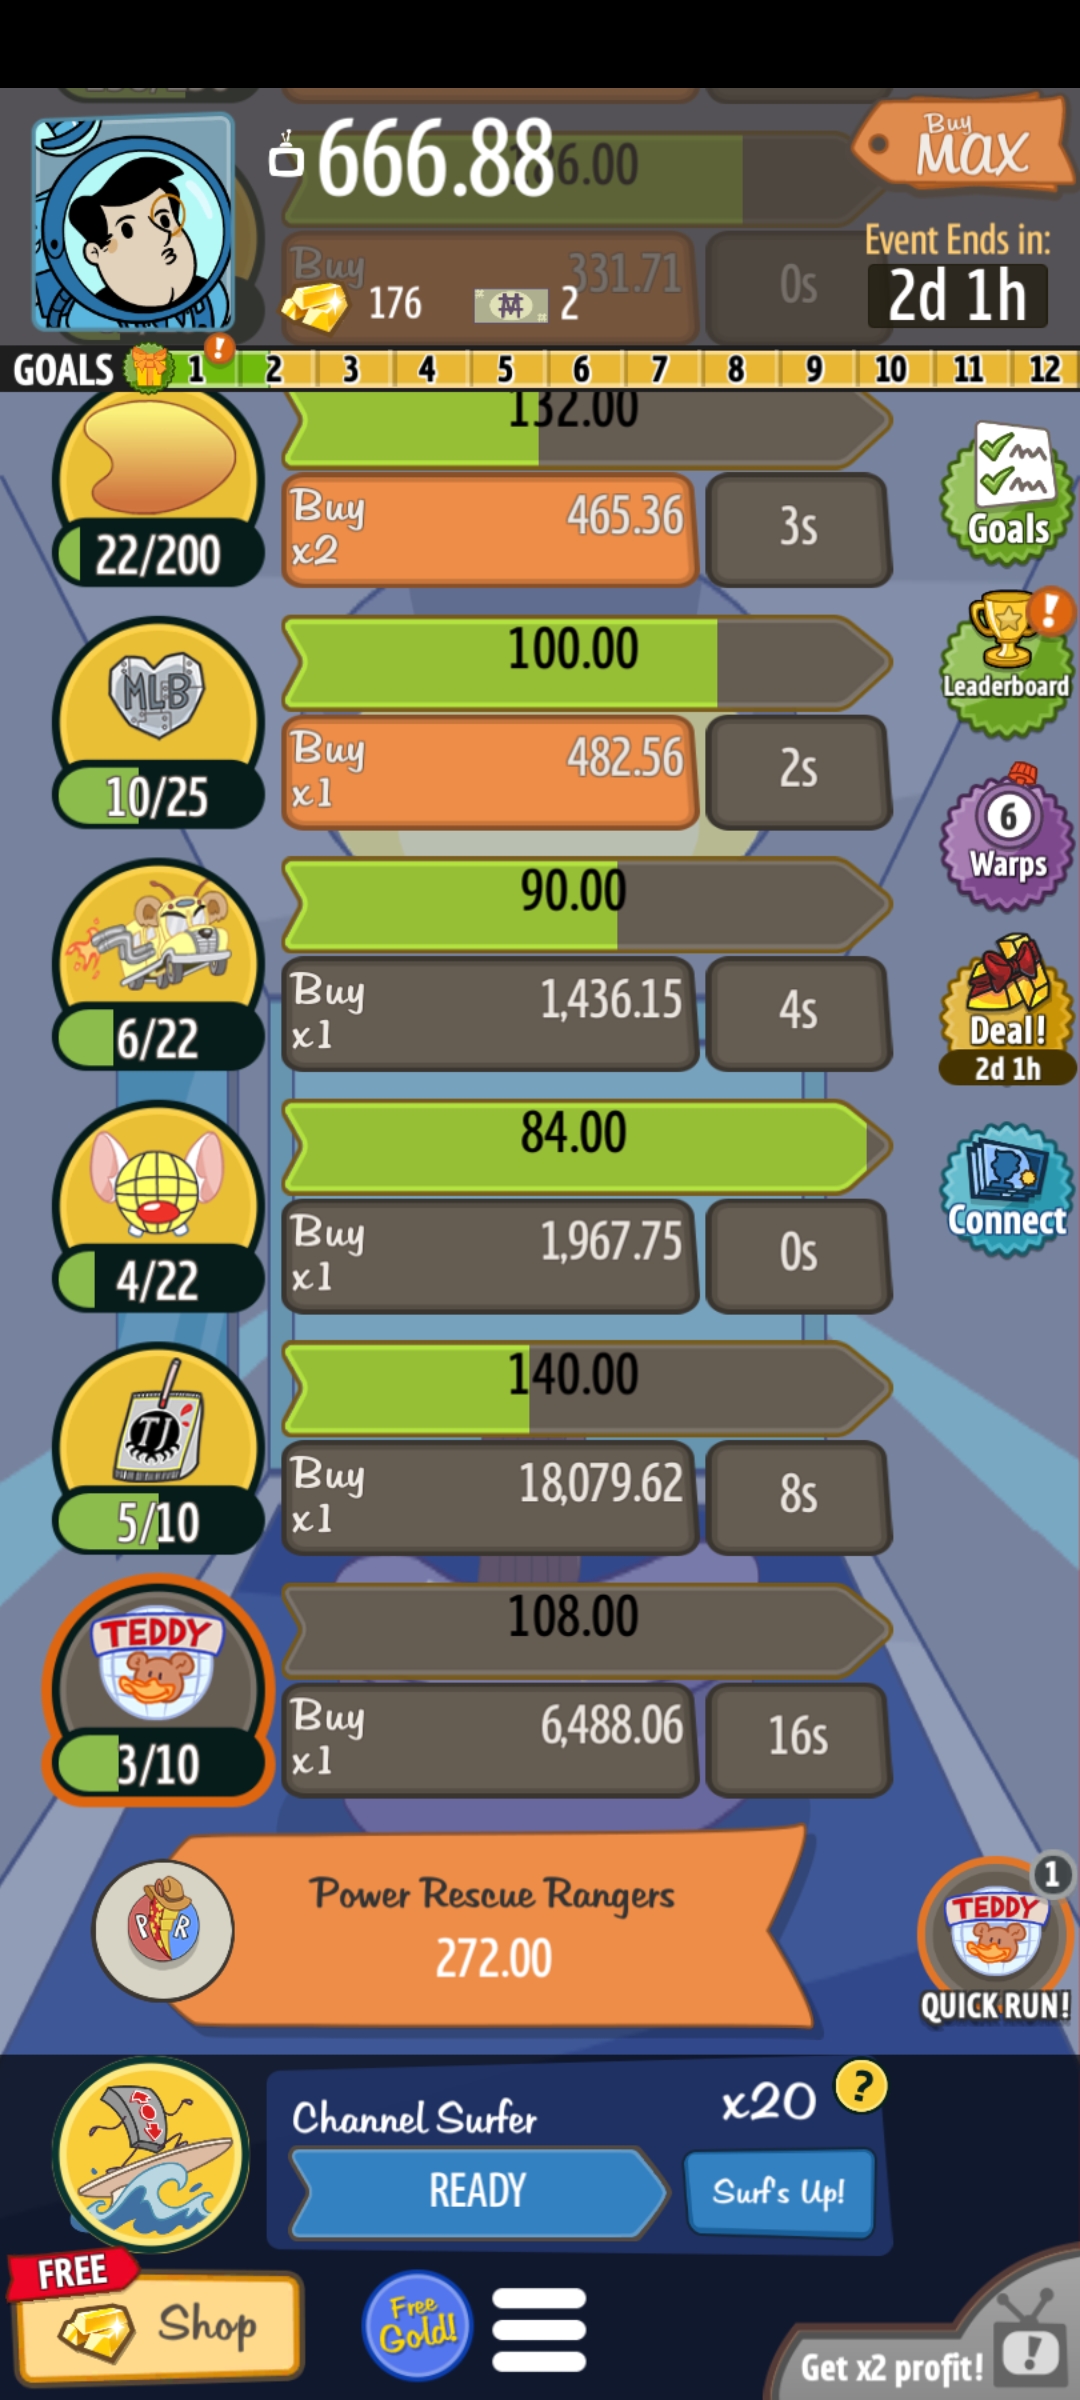 666.88
Buy
MAX
6.00
Buy
331.71
0s
176
2
Event Ends in:
2d 1h
GOALS
1
!
2
3
4
5
6
7
8
9
10
11
12
132.00
Buy
x2
465.36
3s
22/200
Goals
MLB
10/25
100.00
Buy
x1
482.56
2s
!
Leaderboard
6/22
90.00
Buy
x1
1,436.15
4s
6
Warps
4/22
84.00
Buy
x1
1,967.75
0s
Deal!
2d 1h
TJ
5/10
140.00
Buy
x1
18,079.62
8s
Connect
TEDDY
3/10
108.00
Buy
x1
6,488.06
16s
P R
Power Rescue Rangers
272.00
1
TEDDY
QUICK RUN!
Channel Surfer
x20
?
READY
Surf's Up!
FREE
Shop
Free
Gold!
Get x2 profit!
!